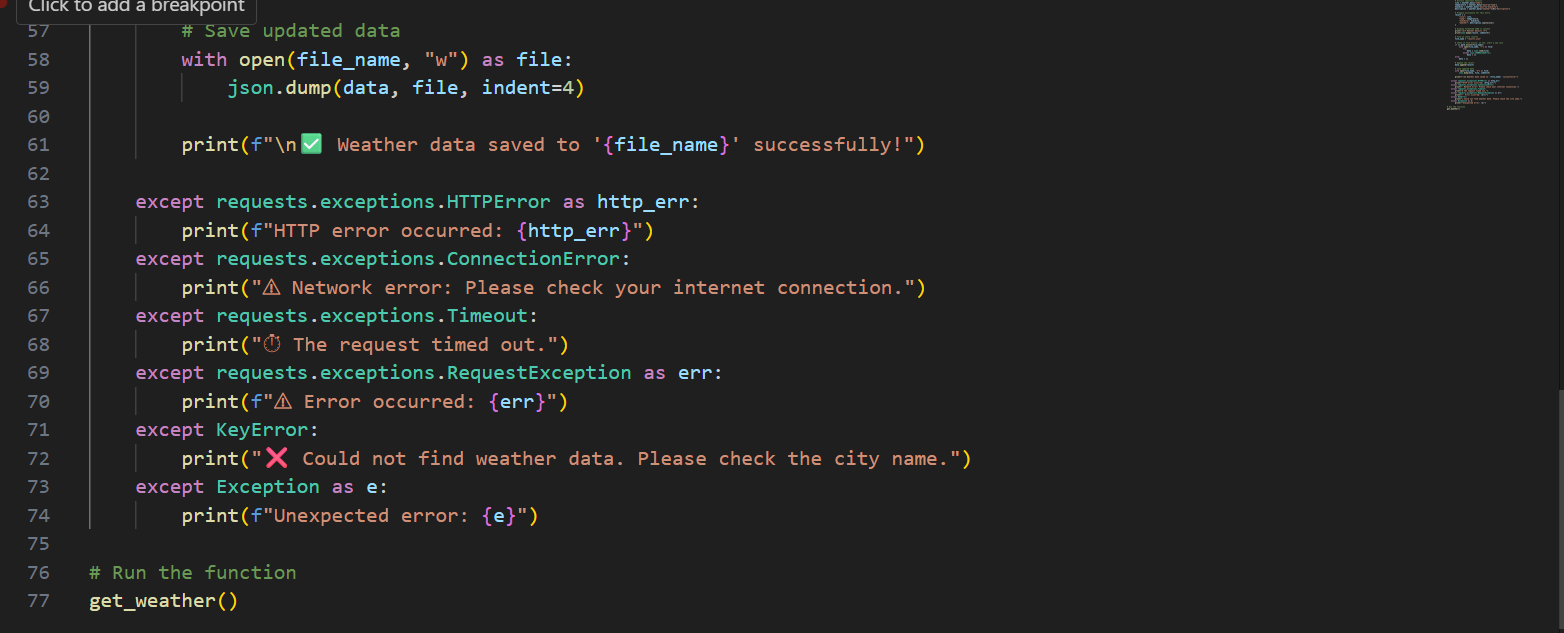 Click to add a breakpoint
57 # Save updated data
58 with open(file_name, "w") as file:
59 json.dump(data, file, indent=4)
60
61 print(f"\n✅ Weather data saved to '{file_name}' successfully!")
62
63 except requests.exceptions.HTTPError as http_err:
64 print(f"HTTP error occurred: {http_err}")
65 except requests.exceptions.ConnectionError:
66 print("⚠ Network error: Please check your internet connection.")
67 except requests.exceptions.Timeout:
68 print("⏱ The request timed out.")
69 except requests.exceptions.RequestException as err:
70 print(f"⚠ Error occurred: {err}")
71 except KeyError:
72 print("❌ Could not find weather data. Please check the city name.")
73 except Exception as e:
74 print(f"Unexpected error: {e}")
75
76 # Run the function
77 get_weather()